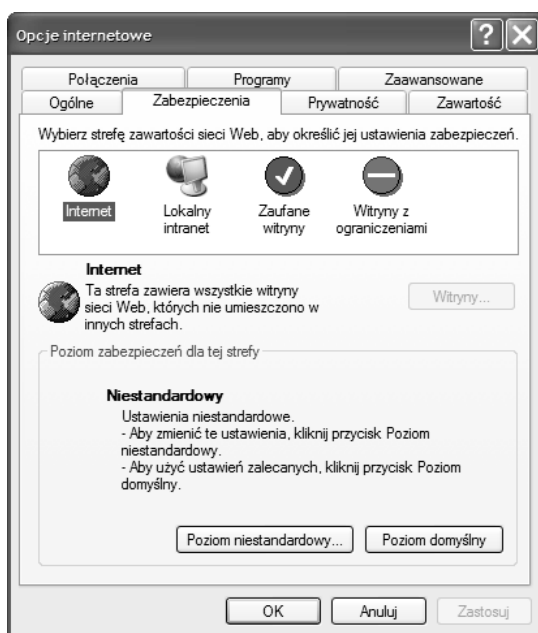 Opcje internetowe
Połączenia Programy Zaawansowane
Ogólne Zabezpieczenia Prywatność Zawartość
Wybierz strefę zawartości sieci Web, aby określić jej ustawienia zabezpieczeń.
Internet Lokalny intranet Zaufane witryny Witryny z ograniczeniami
Internet
Ta strefa zawiera wszystkie witryny
sieci Web, których nie umieszczono w
innych strefach.
Witryny...
Poziom zabezpieczeń dla tej strefy
Niestandardowy
Ustawienia niestandardowe.
- Aby zmienić te ustawienia, kliknij przycisk Poziom
niestandardowy.
- Aby użyć ustawień zalecanych, kliknij przycisk Poziom
domyślny.
Poziom niestandardowy... Poziom domyślny
OK Anuluj Zastosuj